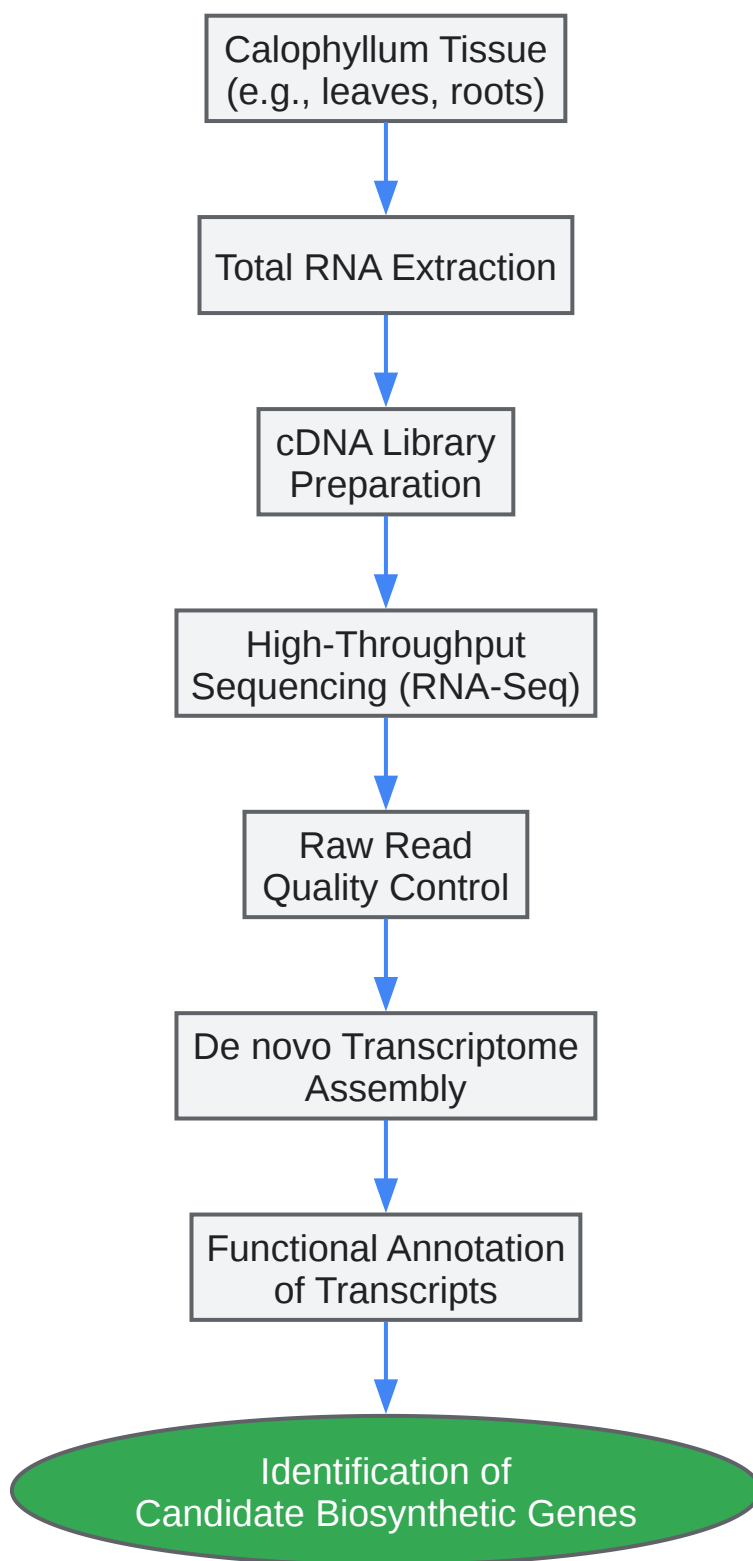 Calophyllum Tissue
(e.g., leaves, roots)
Total RNA Extraction
cDNA Library
Preparation
High-Throughput
Sequencing (RNA-Seq)
Raw Read
Quality Control
De novo Transcriptome
Assembly
Functional Annotation
of Transcripts
Identification of
Candidate Biosynthetic Genes